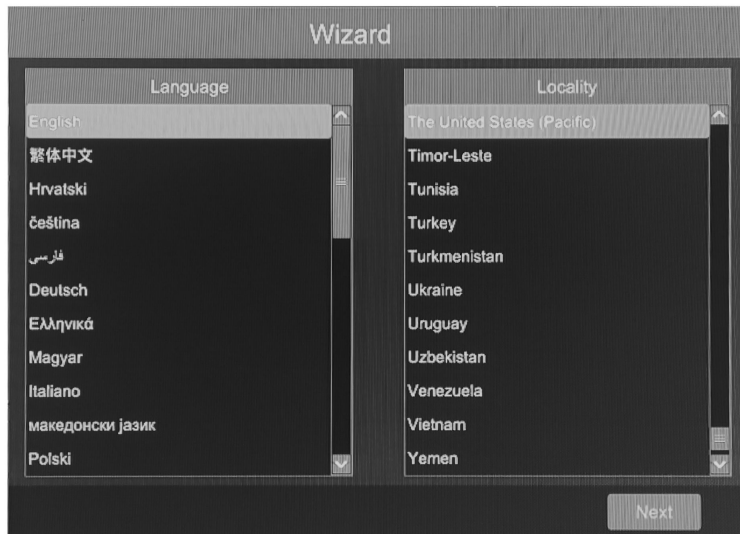 Wizard
Language
English
繁体中文
Hrvatski
čeština
فارسی
Deutsch
Ελληνικά
Magyar
Italiano
македонски јазик
Polski
Locality
The United States (Pacific)
Timor-Leste
Tunisia
Turkey
Turkmenistan
Ukraine
Uruguay
Uzbekistan
Venezuela
Vietnam
Yemen
Next